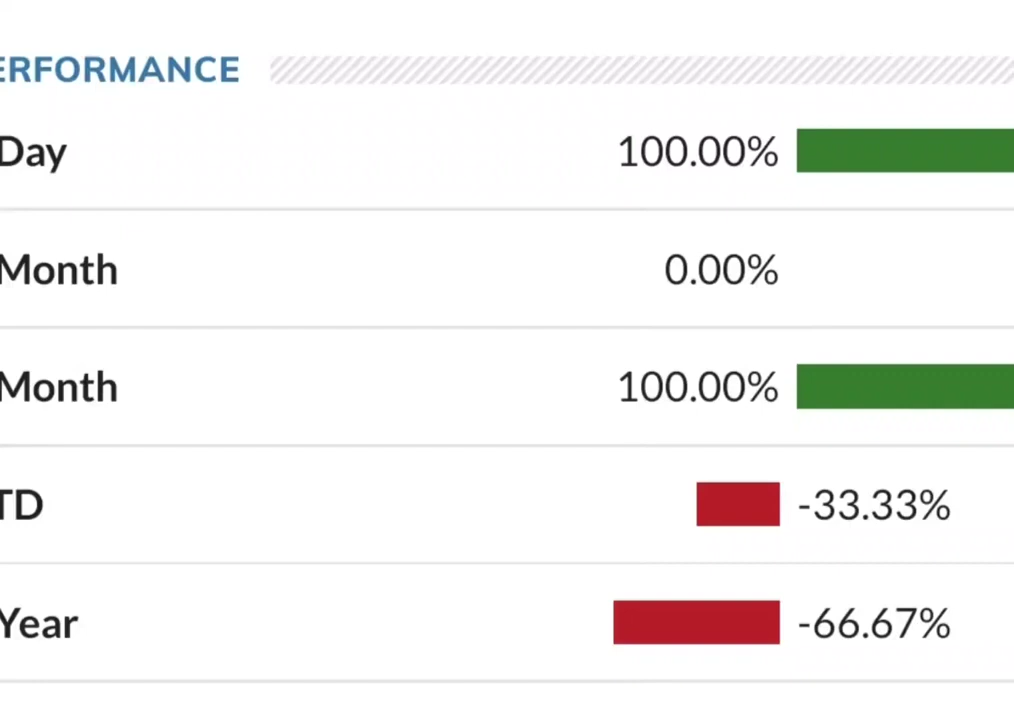 ERFORMANCE
Day 100.00%
Month 0.00%
Month 100.00%
TD -33.33%
Year -66.67%